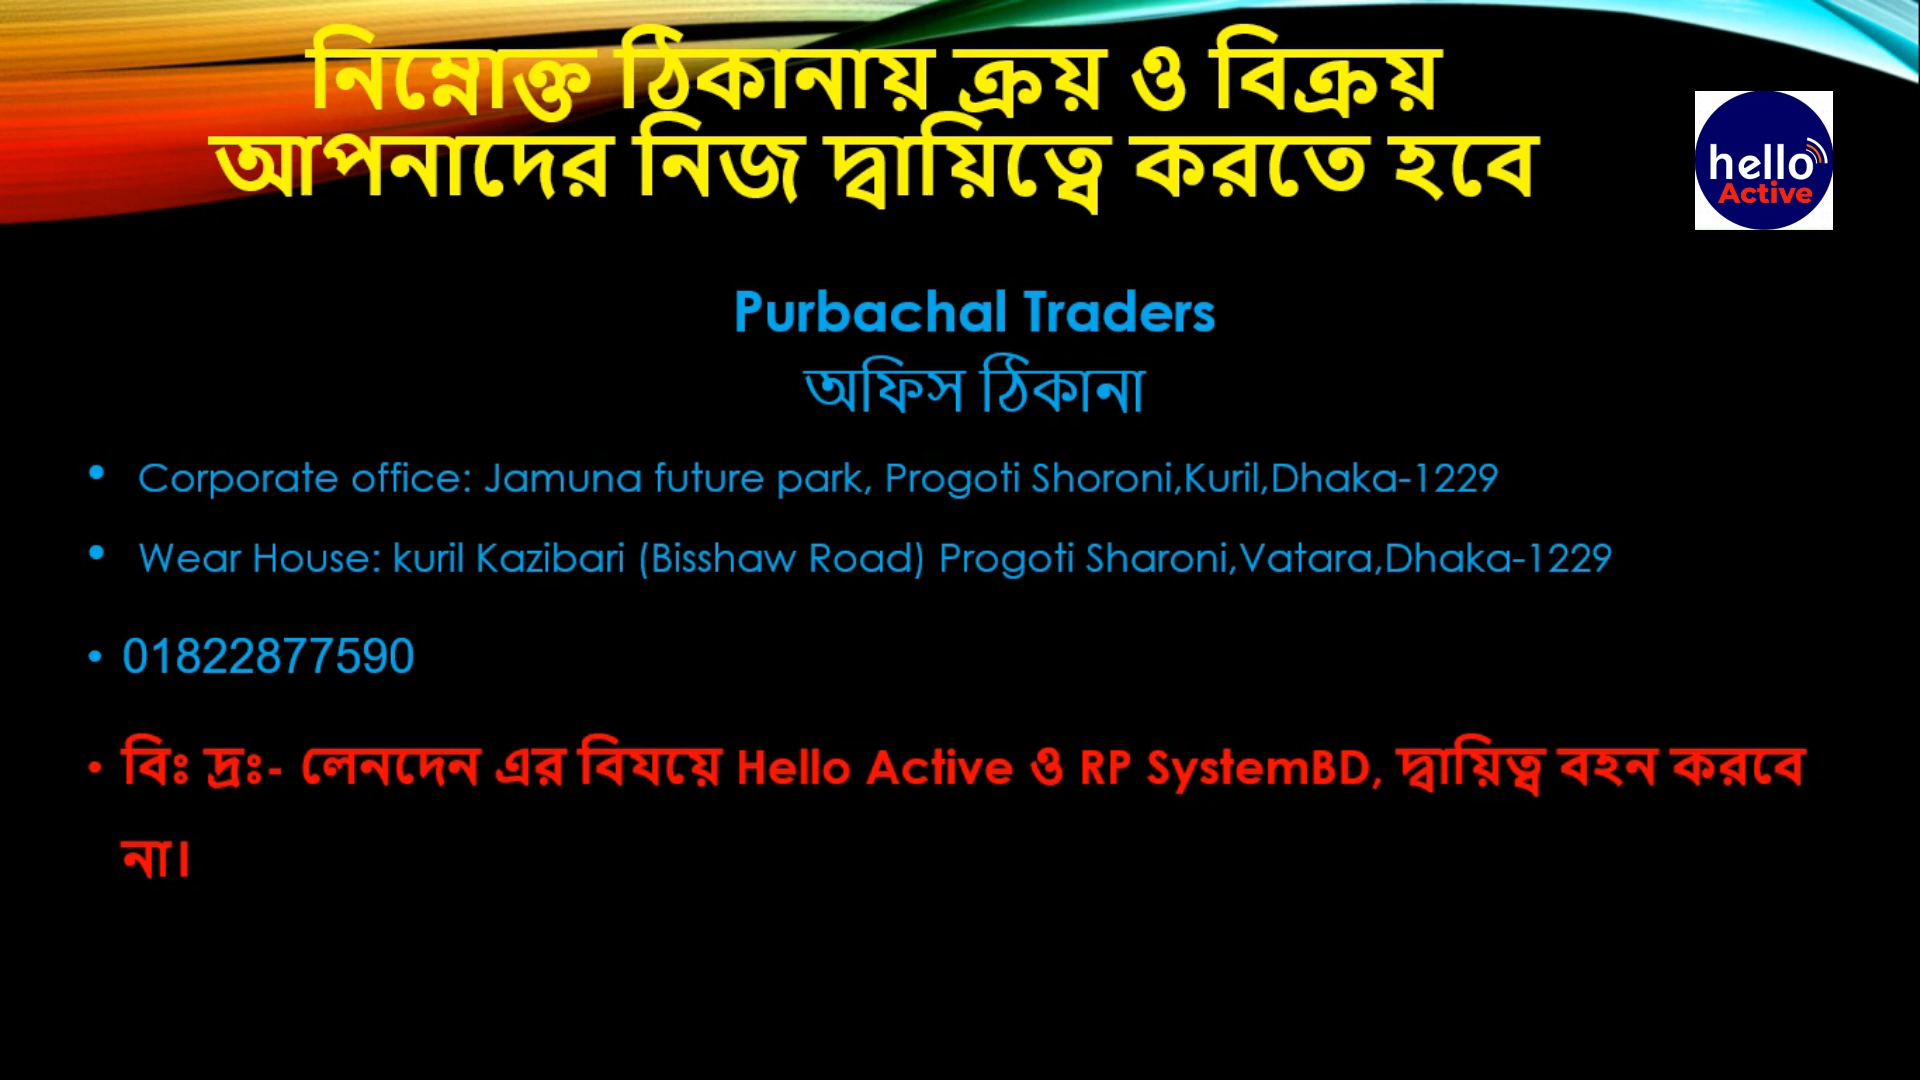 নিম্নোক্ত ঠিকানায় ক্রয় ও বিক্রয়
আপনাদের নিজ দ্বায়িত্বে করতে হবে
hello
Active
Purbachal Traders
অফিস ঠিকানা
• Corporate office: Jamuna future park, Progoti Shoroni,Kuril,Dhaka-1229
• Wear House: kuril Kazibari (Bisshaw Road) Progoti Sharoni,Vatara,Dhaka-1229
• 01822877590
• বিঃ দ্রঃ- লেনদেন এর বিযয়ে Hello Active ও RP SystemBD, দ্বায়িত্ব বহন করবে
না।